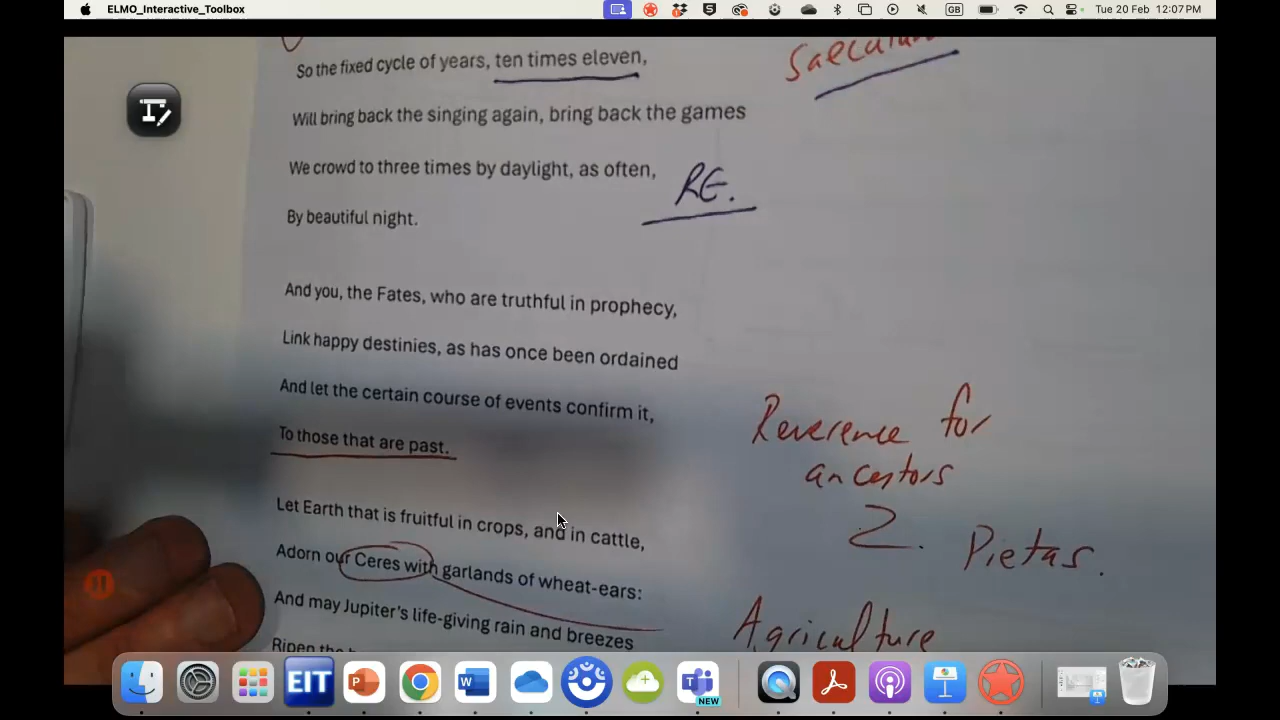 ELMO_Interactive_Toolbox
GB
Tue 20 Feb 12:07 PM
So the fixed cycle of years, ten times eleven,
Will bring back the singing again, bring back the games
We crowd to three times by daylight, as often,
RE.
By beautiful night.
And you, the Fates, who are truthful in prophecy,
Link happy destinies, as has once been ordained
And let the certain course of events confirm it,
To those that are past.
Reverence for
ancestors
2. Pietas.
Let Earth that is fruitful in crops, and in cattle,
Adorn our Ceres with garlands of wheat-ears:
And may Jupiter's life-giving rain and breezes
Agriculture
Ripen the
EIT
P
W
T
NEW